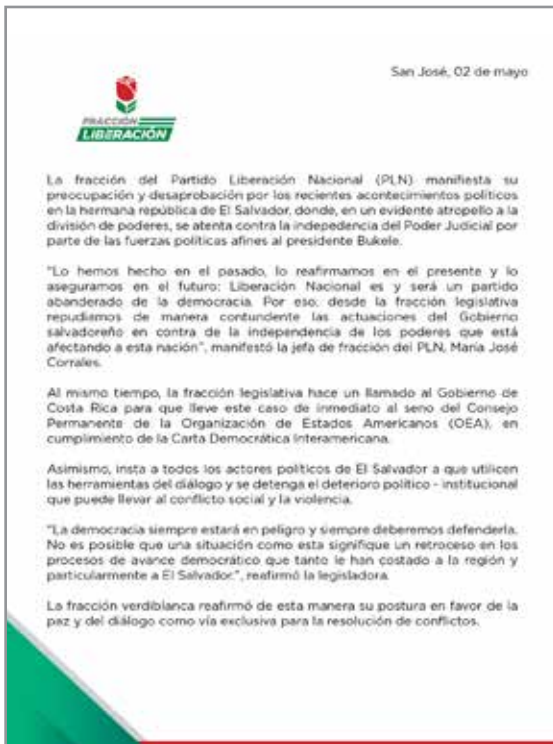 San José, 02 de mayo
FRACCIÓN
LIBERACIÓN
La fracción del Partido Liberación Nacional (PLN) manifiesta su
preocupación y desaprobación por los recientes acontecimientos políticos
en la hermana república de El Salvador, donde, en un evidente atropello a la
división de poderes, se atenta contra la indepedencia del Poder Judicial por
parte de las fuerzas políticas afines al presidente Bukele.
"Lo hemos hecho en el pasado, lo reafirmamos en el presente y lo
aseguramos en el futuro: Liberación Nacional es y será un partido
abanderado de la democracia. Por eso, desde la fracción legislativa
repudiamos de manera contundente las actuaciones del Gobierno
salvadoreño en contra de la independencia de los poderes que está
afectando a esta nación", manifestó la jefa de fracción del PLN, María José
Corrales.
Al mismo tiempo, la fracción legislativa hace un llamado al Gobierno de
Costa Rica para que lleve este caso de inmediato al seno del Consejo
Permanente de la Organización de Estados Americanos (OEA), en
cumplimiento de la Carta Democrática Interamericana.
Asimismo, insta a todos los actores políticos de El Salvador a que utilicen
las herramientas del diálogo y se detenga el deterioro político - institucional
que puede llevar al conflicto social y la violencia.
"La democracia siempre estará en peligro y siempre deberemos defenderla.
No es posible que una situación como esta signifique un retroceso en los
procesos de avance democrático que tanto le han costado a la región y
particularmente a El Salvador.", reafirmó la legisladora.
La fracción verdiblanca reafirmó de esta manera su postura en favor de la
paz y del diálogo como vía exclusiva para la resolución de conflictos.